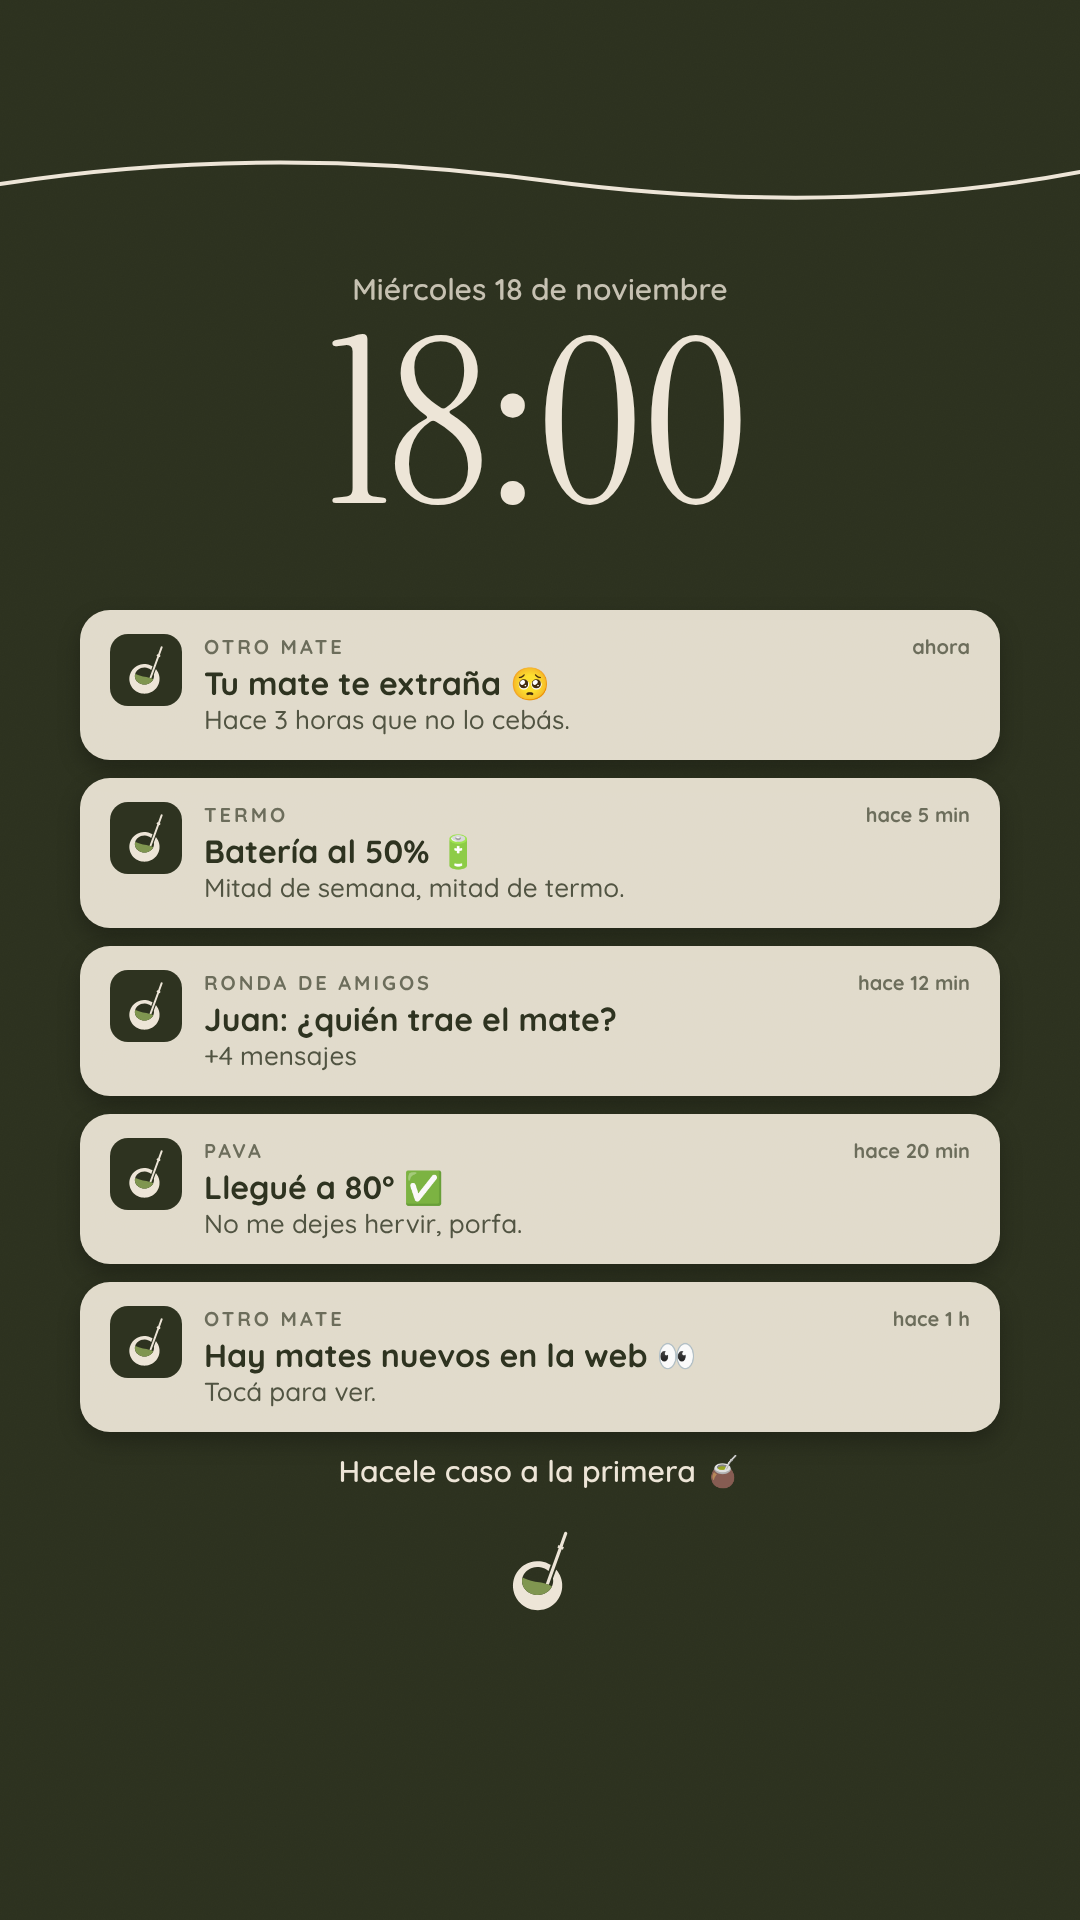 Miércoles 18 de noviembre
18:00
OTRO MATE
ahora
Tu mate te extraña 🥺
Hace 3 horas que no lo cebás.
TERMO
hace 5 min
Batería al 50% 🔋
Mitad de semana, mitad de termo.
RONDA DE AMIGOS
hace 12 min
Juan: ¿quién trae el mate?
+4 mensajes
PAVA
hace 20 min
Llegué a 80° ✅
No me dejes hervir, porfa.
OTRO MATE
hace 1 h
Hay mates nuevos en la web 👀
Tocá para ver.
Hacele caso a la primera 🧉